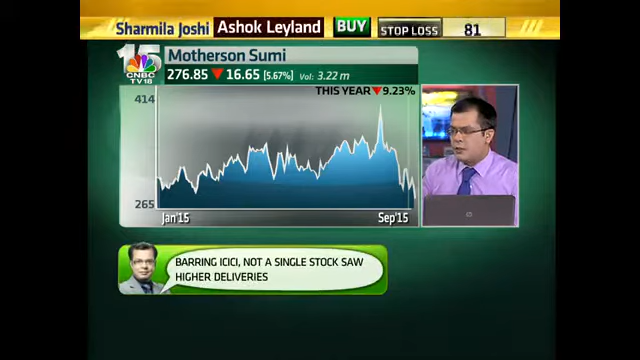 Sharmila Joshi Ashok Leyland BUY STOP LOSS 81
15
CNBC
TV18
Motherson Sumi
276.85 ▼ 16.65 [5.67%] Vol: 3.22 m
THIS YEAR ▼9.23%
414
265
Jan'15 Sep'15
BARRING ICICI, NOT A SINGLE STOCK SAW
HIGHER DELIVERIES